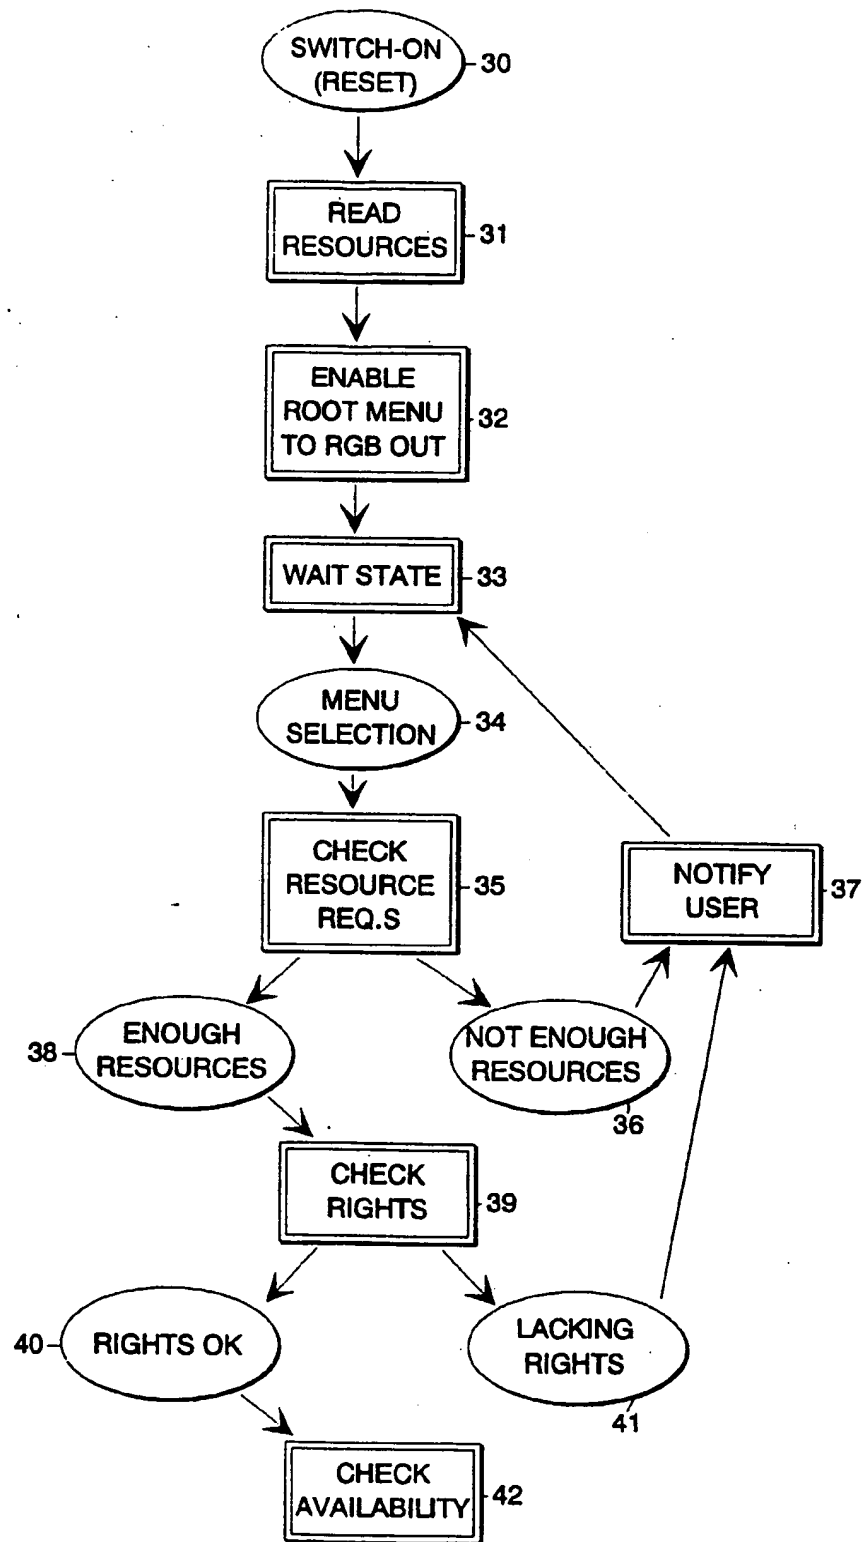 SWITCH-ON
(RESET)
30
READ
RESOURCES
31
ENABLE
ROOT MENU
TO RGB OUT
32
WAIT STATE
33
MENU
SELECTION
34
CHECK
RESOURCE
REQ.S
35
NOTIFY
USER
37
38
ENOUGH
RESOURCES
NOT ENOUGH
RESOURCES
36
CHECK
RIGHTS
39
40
RIGHTS OK
LACKING
RIGHTS
41
CHECK
AVAILABILITY
42